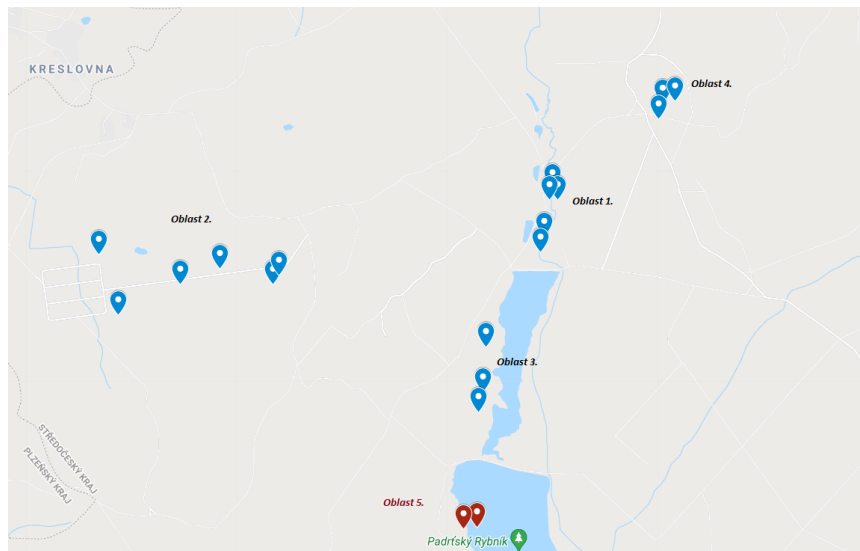 KRESLOVNA
Oblast 4.
Oblast 1.
Oblast 2.
Oblast 3.
STŘEDOČESKÝ KRAJ
PLZEŇSKÝ KRAJ
Oblast 5.
Padrťský Rybník